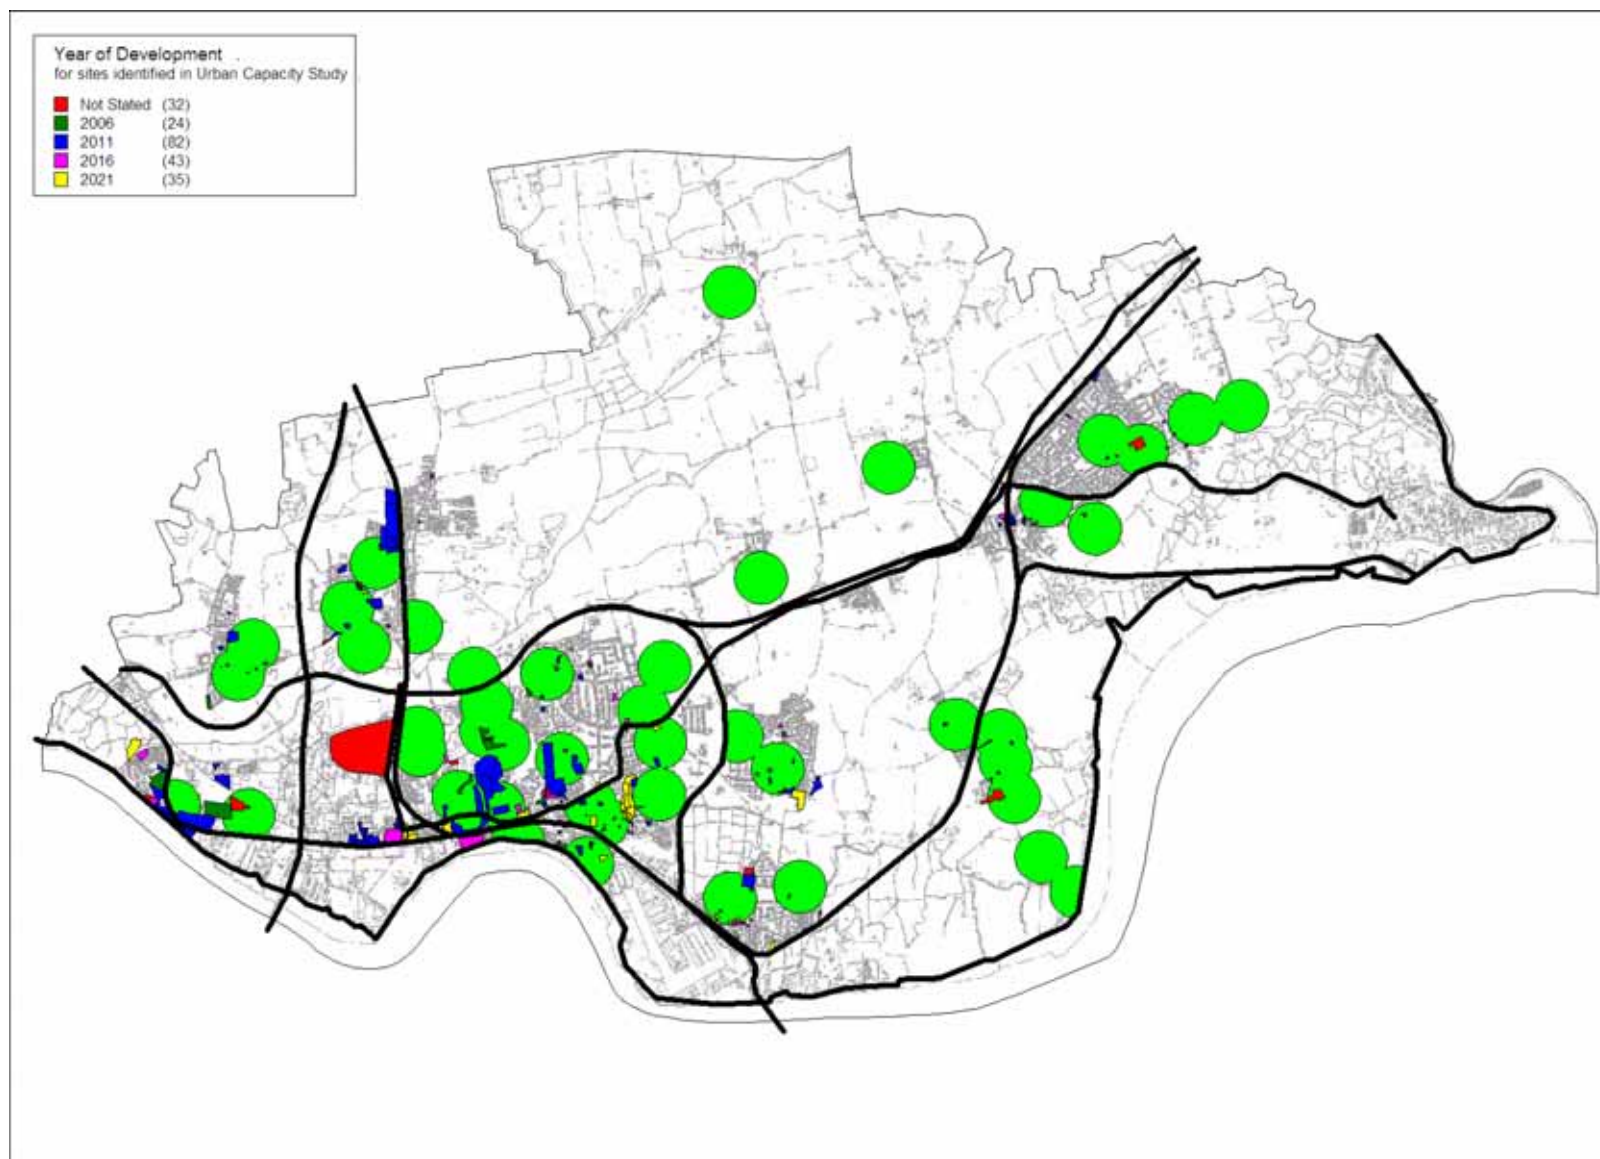 Year of Development
for sites identified in Urban Capacity Study
Not Stated (32)
2006 (24)
2011 (82)
2016 (43)
2021 (35)